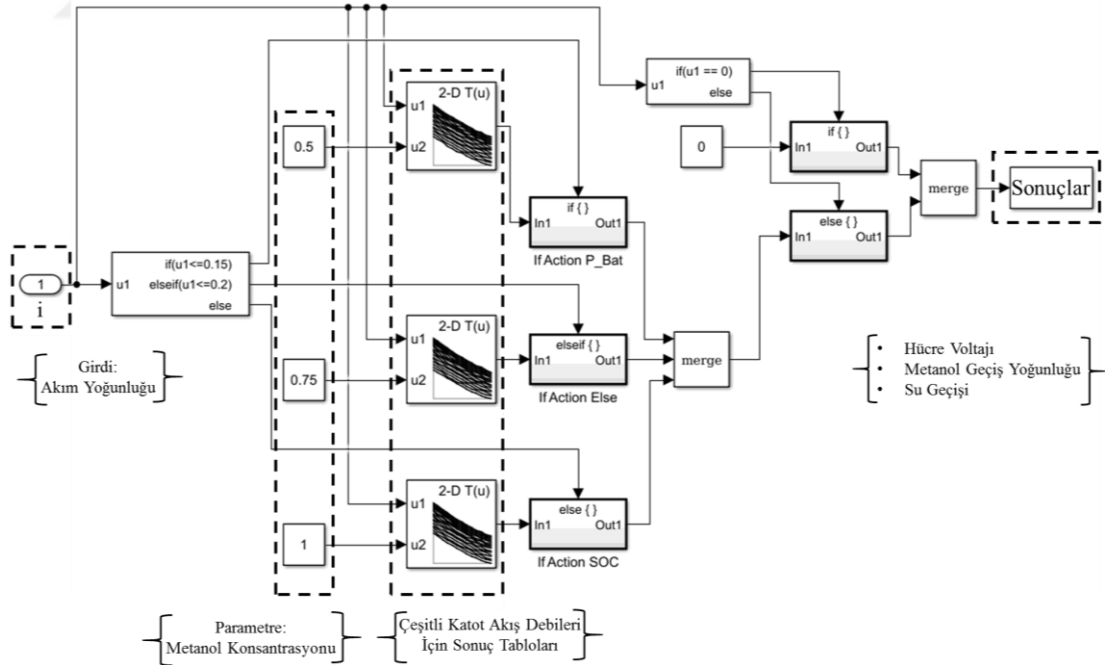 if(u1 == 0)
u1
else
2-D T(u)
u1
u2
0.5
0
if { }
In1
Out1
merge
Sonuçlar
if { }
In1
Out1
If Action P_Bat
else { }
In1
Out1
if(u1<=0.15)
1
u1
elseif(u1<=0.2)
else
i
2-D T(u)
u1
u2
0.75
elseif { }
In1
Out1
If Action Else
merge
Girdi:
Akım Yoğunluğu
• Hücre Voltajı
• Metanol Geçiş Yoğunluğu
• Su Geçişi
2-D T(u)
u1
u2
1
else { }
In1
Out1
If Action SOC
Parametre:
Metanol Konsantrasyonu
Çeşitli Katot Akış Debileri
İçin Sonuç Tabloları